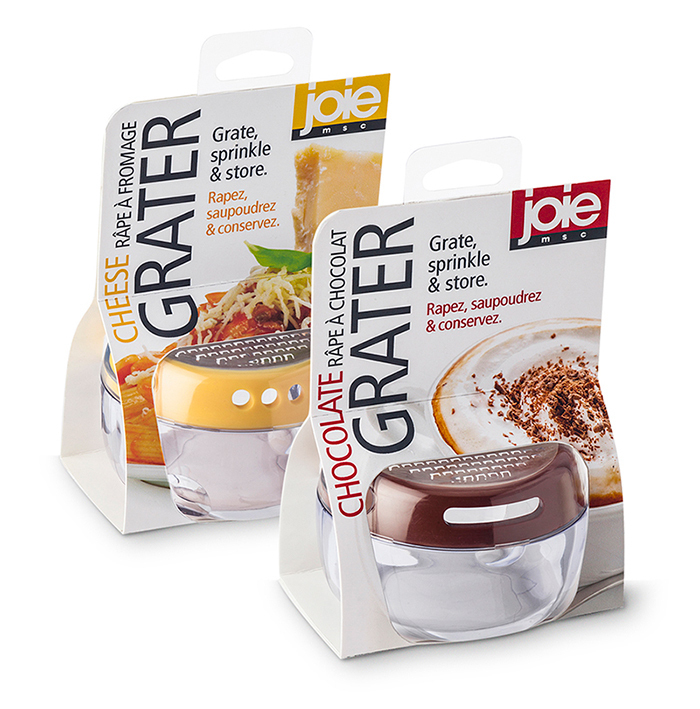 joie
msc
CHEESE RÂPE À FROMAGE
GRATER
Grate,
sprinkle
& store.
Rapez,
saupoudrez
& conservez.
joie
msc
CHOCOLATE RÂPE À CHOCOLAT
GRATER
Grate,
sprinkle
& store.
Rapez, saupoudrez
& conservez.